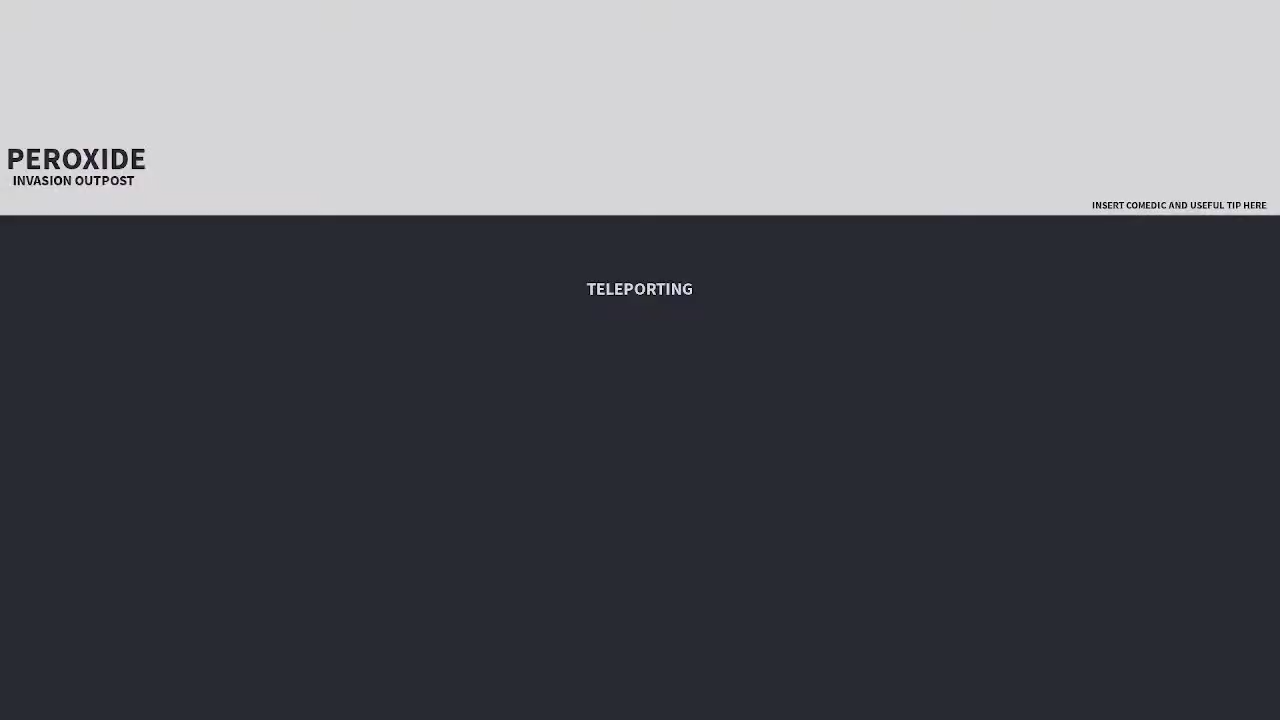 PEROXIDE
INVASION OUTPOST
INSERT COMEDIC AND USEFUL TIP HERE
TELEPORTING